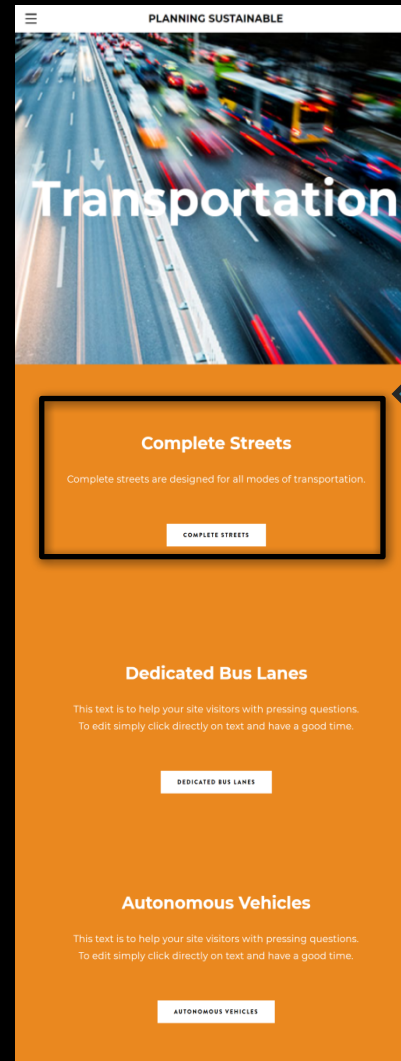 PLANNING SUSTAINABLE
Transportation
Complete Streets
Complete streets are designed for all modes of transportation.
COMPLETE STREETS
Dedicated Bus Lanes
This text is to help your site visitors with pressing questions.
To edit simply click directly on text and have a good time.
DEDICATED BUS LANES
Autonomous Vehicles
This text is to help your site visitors with pressing questions.
To edit simply click directly on text and have a good time.
AUTONOMOUS VEHICLES